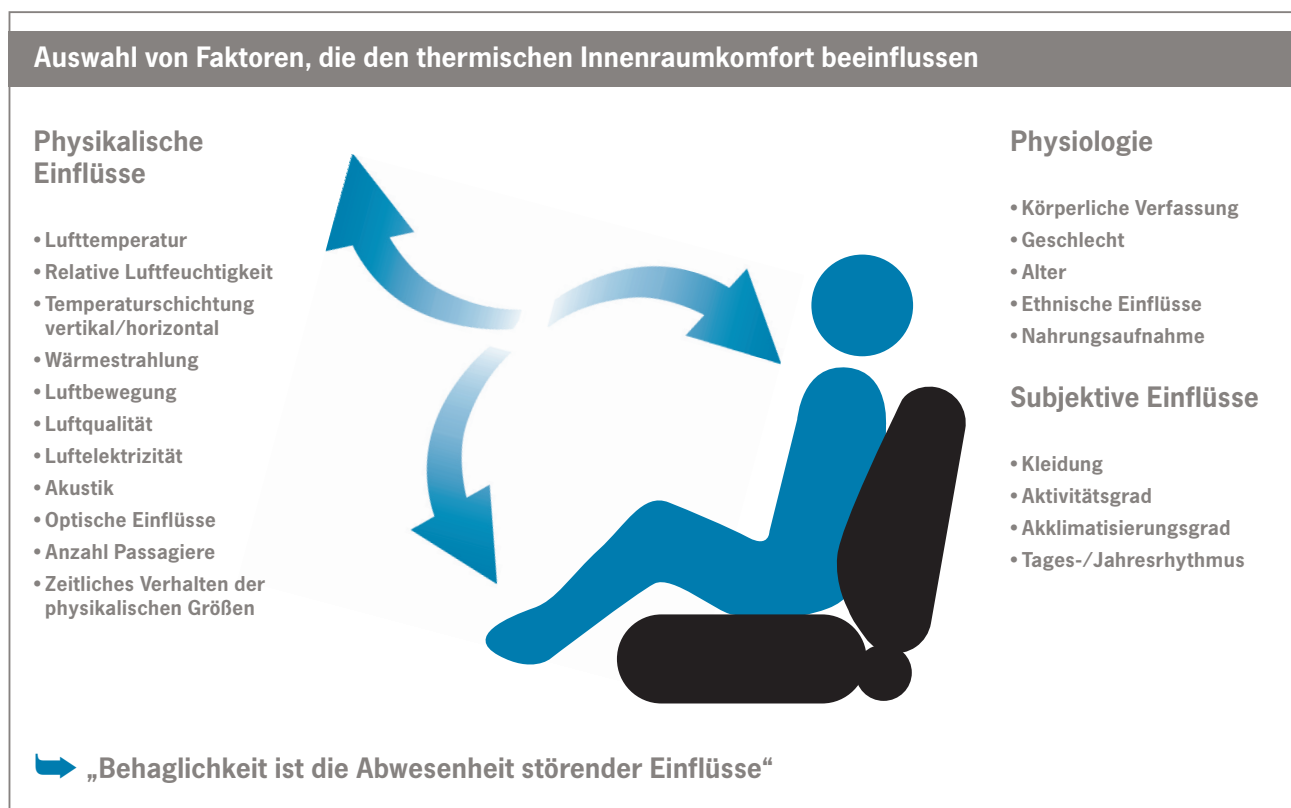 Auswahl von Faktoren, die den thermischen Innenraumkomfort beeinflussen
Physikalische
Einflüsse
• Lufttemperatur
• Relative Luftfeuchtigkeit
• Temperaturschichtung
vertikal/horizontal
• Wärmestrahlung
• Luftbewegung
• Luftqualität
• Luftelektrizität
• Akustik
• Optische Einflüsse
• Anzahl Passagiere
• Zeitliches Verhalten der
physikalischen Größen
Physiologie
• Körperliche Verfassung
• Geschlecht
• Alter
• Ethnische Einflüsse
• Nahrungsaufnahme
Subjektive Einflüsse
• Kleidung
• Aktivitätsgrad
• Akklimatisierungsgrad
• Tages-/Jahresrhythmus
„Behaglichkeit ist die Abwesenheit störender Einflüsse“